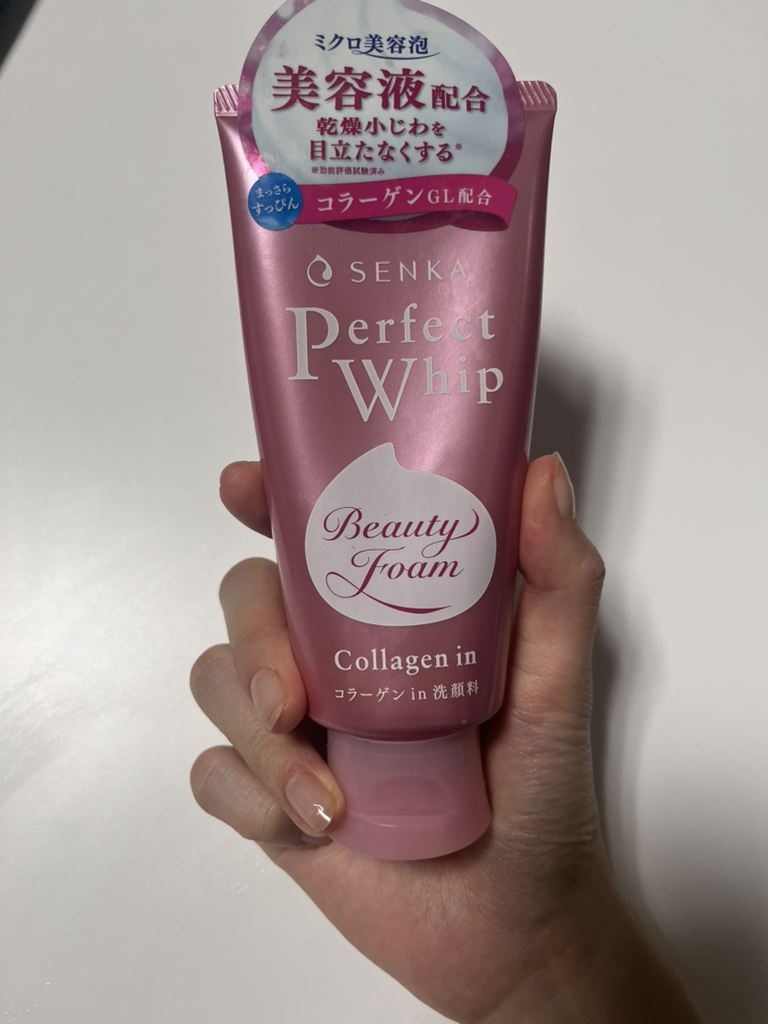 ミクロ美容泡
美容液配合
乾燥小じわを
目立たなくする※
※効能評価試験済み
まっさら
すっぴん
コラーゲンGL配合
SENKA
Perfect
Whip
Beauty
Foam
Collagen in
コラーゲン in 洗顔料